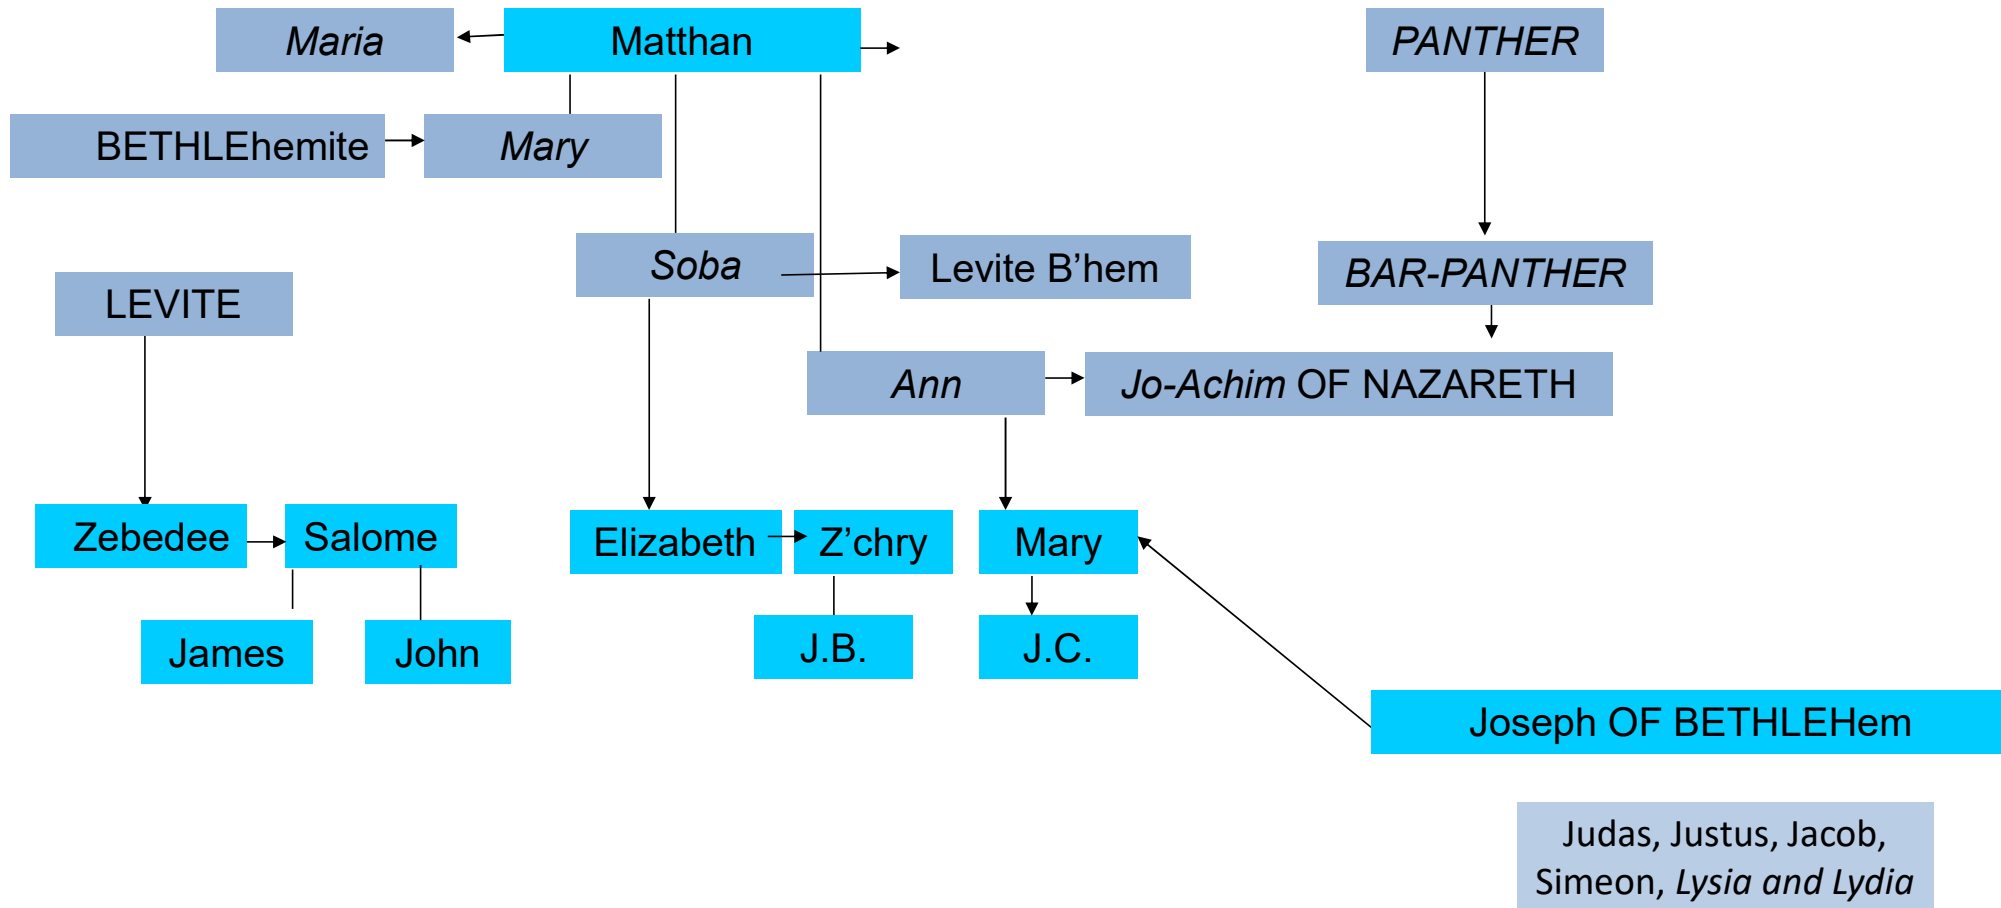 Maria
Matthan
PANTHER
BETHLEhemite
Mary
Soba
Levite B’hem
BAR-PANTHER
LEVITE
Ann
Jo-Achim OF NAZARETH
Zebedee
Salome
Elizabeth
Z’chry
Mary
James
John
J.B.
J.C.
Joseph OF BETHLEHem
Judas, Justus, Jacob,
Simeon, Lysia and Lydia